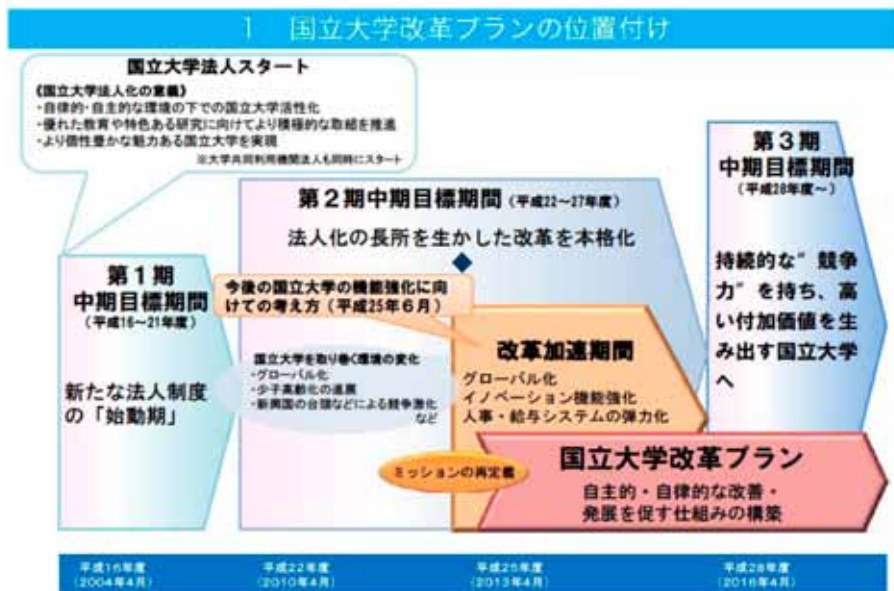 1 国立大学改革プランの位置付け
国立大学法人スタート
《国立大学法人化の意義》
・自律的・自主的な環境の下での国立大学活性化
・優れた教育や特色ある研究に向けてより積極的な取組を推進
・より個性豊かな魅力ある国立大学を実現
※大学共同利用機関法人も同時にスタート
第1期
中期目標期間
(平成16～21年度)
新たな法人制度
の「始動期」
第2期中期目標期間(平成22～27年度)
法人化の長所を生かした改革を本格化
今後の国立大学の機能強化に向
けての考え方(平成25年6月)
国立大学を取り巻く環境の変化
・グローバル化
・少子高齢化の進展
・新興国の台頭などによる競争激化
など
改革加速期間
グローバル化
イノベーション機能強化
人事・給与システムの弾力化
ミッションの再定義
国立大学改革プラン
自主的・自律的な改善・
発展を促す仕組みの構築
第3期
中期目標期間
(平成28年度～)
持続的な"競争
力"を持ち、高
い付加価値を生
み出す国立大学
へ
平成16年度
(2004年4月)
平成22年度
(2010年4月)
平成25年度
(2013年4月)
平成28年度
(2016年4月)